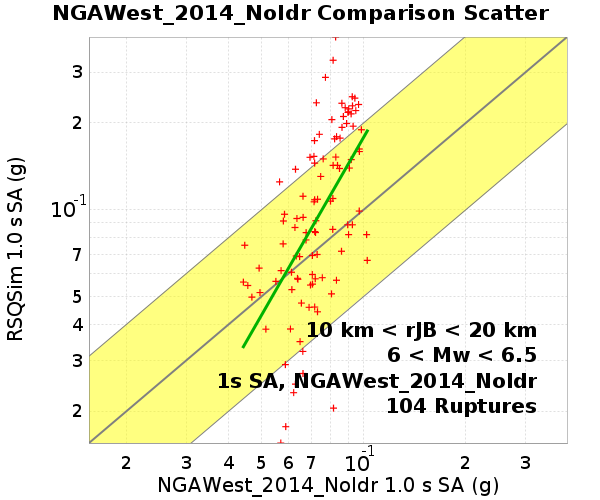 NGAWest_2014_NoIdr Comparison Scatter
RSQSim 1.0 s SA (g)
3
2
10^-1
7
5
4
3
2
10 km < rJB < 20 km
6 < Mw < 6.5
1s SA, NGAWest_2014_NoIdr
104 Ruptures
2 3 4 5 6 7 10^-1 2 3
NGAWest_2014_NoIdr 1.0 s SA (g)